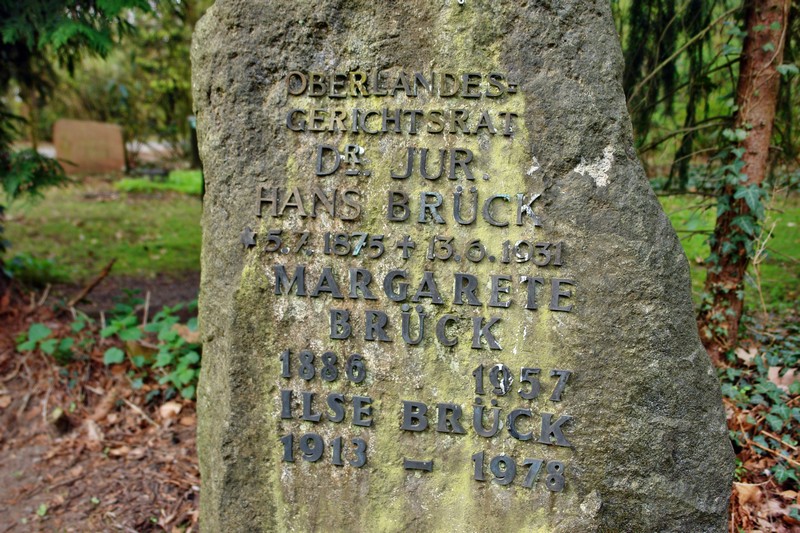 OBERLANDES-
GERICHTSRAT
DR. JUR.
HANS BRÜCK
* 5.7.1875 + 13.6.1931
MARGARETE
BRÜCK
1886 1957
ILSE BRÜCK
1913 – 1978